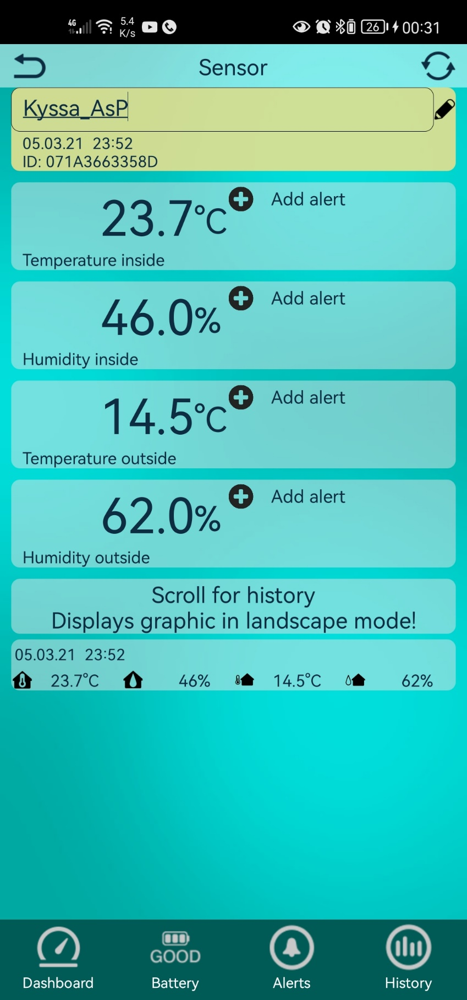 4G 5.4 K/s 26 00:31
Sensor
Kyssa_AsP
05.03.21 23:52
ID: 071A3663358D
23.7°C
Add alert
Temperature inside
46.0%
Add alert
Humidity inside
14.5°C
Add alert
Temperature outside
62.0%
Add alert
Humidity outside
Scroll for history
Displays graphic in landscape mode!
05.03.21 23:52
23.7°C 46% 14.5°C 62%
GOOD
Dashboard Battery Alerts History